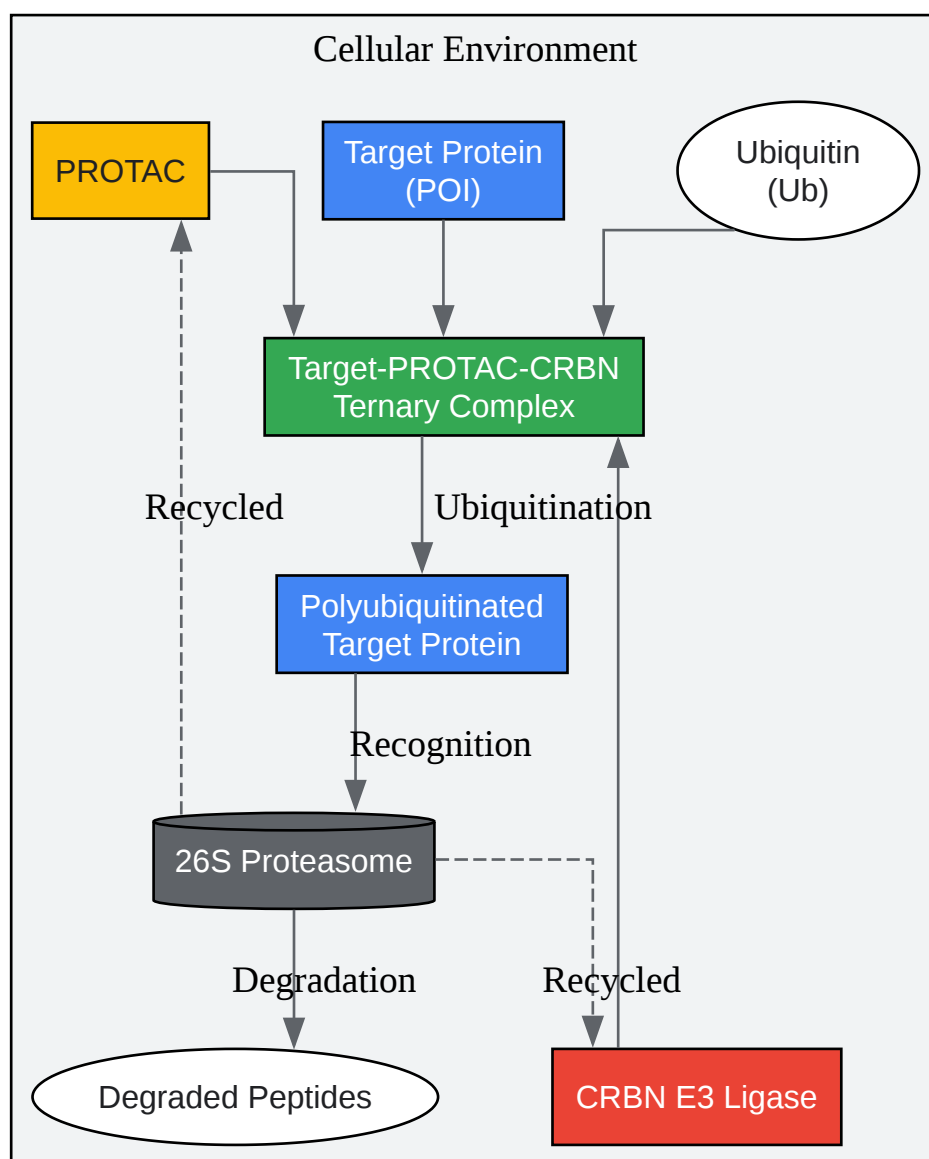 Cellular Environment
PROTAC
Target Protein
(POI)
Ubiquitin
(Ub)
Target-PROTAC-CRBN
Ternary Complex
Recycled
Ubiquitination
Polyubiquitinated
Target Protein
Recognition
26S Proteasome
Degradation
Recycled
Degraded Peptides
CRBN E3 Ligase